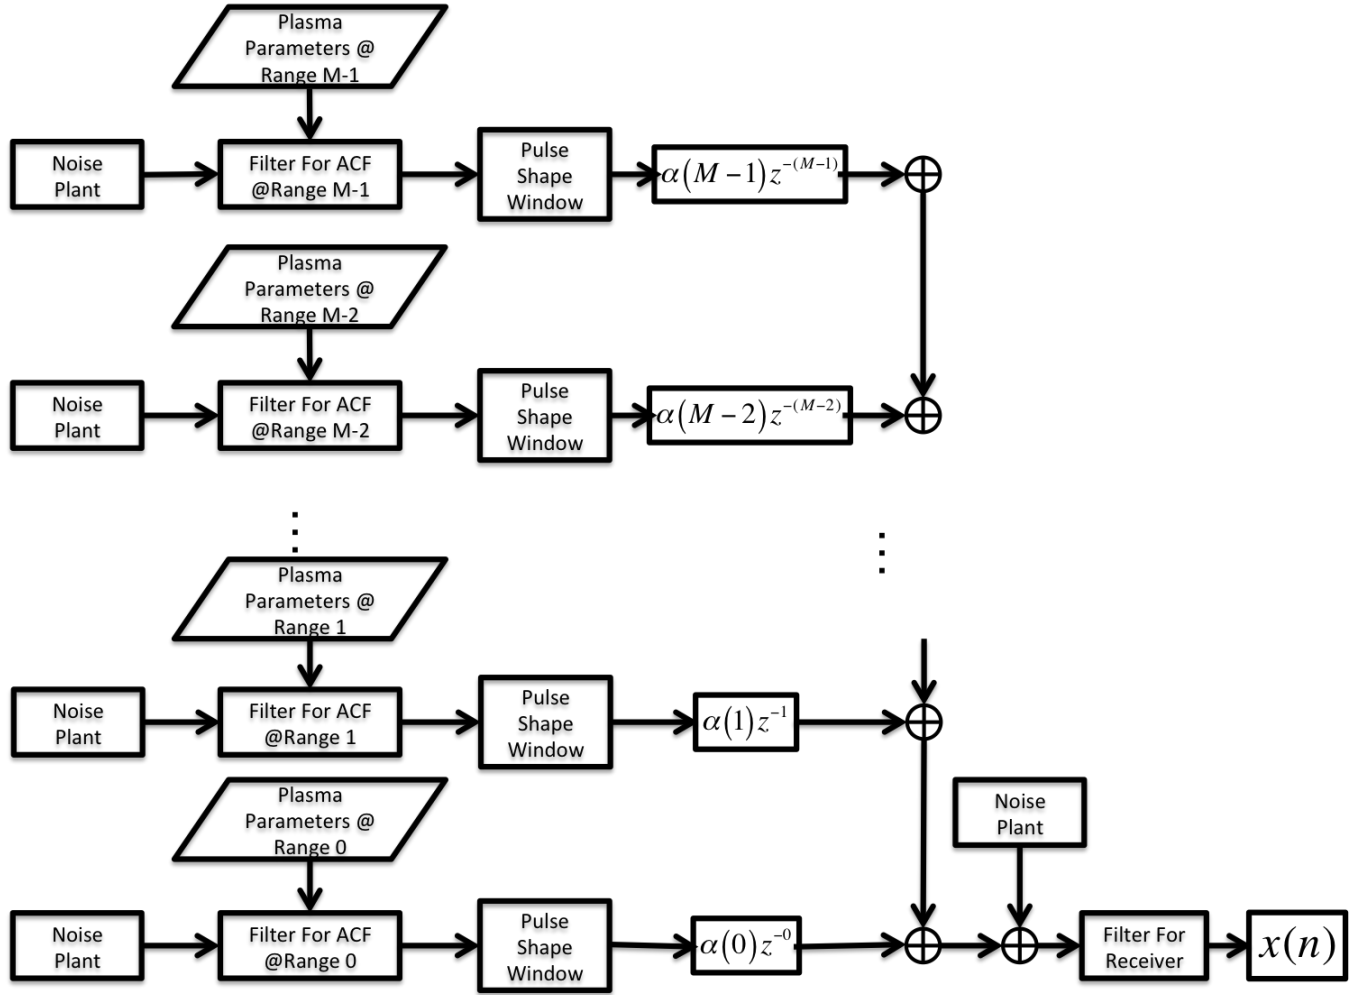 Plasma
Parameters @
Range M-1
Noise
Plant
Filter For ACF
@Range M-1
Pulse
Shape
Window
α(M−1)z^{-(M−1)}
Plasma
Parameters @
Range M-2
Noise
Plant
Filter For ACF
@Range M-2
Pulse
Shape
Window
α(M−2)z^{-(M−2)}
Plasma
Parameters @
Range 1
Noise
Plant
Filter For ACF
@Range 1
Pulse
Shape
Window
α(1)z^{-1}
Plasma
Parameters @
Range 0
Noise
Plant
Noise
Plant
Filter For ACF
@Range 0
Pulse
Shape
Window
α(0)z^{-0}
Filter For
Receiver
x(n)